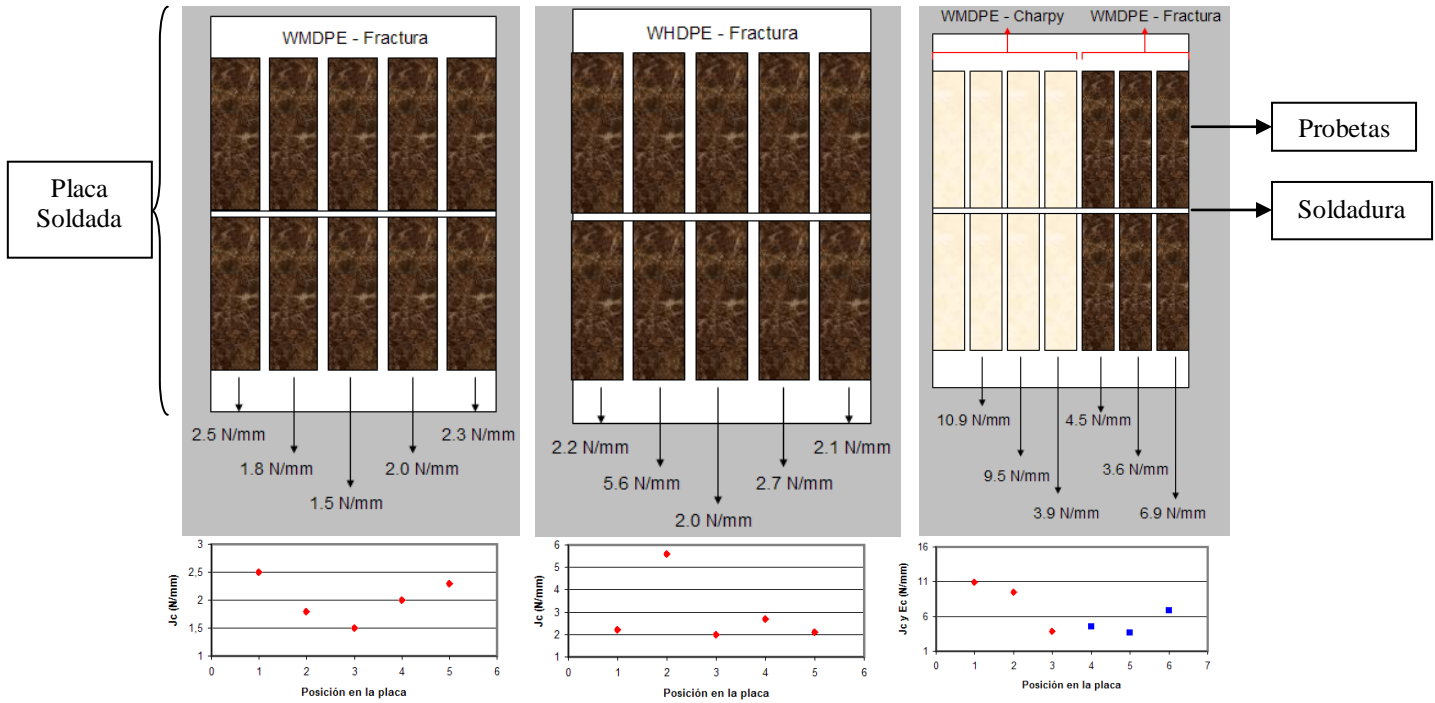 WMDPE - Fractura
2.5 N/mm
2.3 N/mm
1.8 N/mm
2.0 N/mm
1.5 N/mm
WHDPE - Fractura
2.2 N/mm
2.1 N/mm
5.6 N/mm
2.7 N/mm
2.0 N/mm
WMDPE - Charpy
WMDPE - Fractura
10.9 N/mm
4.5 N/mm
9.5 N/mm
3.6 N/mm
3.9 N/mm
6.9 N/mm
Placa
Soldada
Probetas
Soldadura
Jc (N/mm)
3
2,5
2
1,5
1
0 1 2 3 4 5 6
Posición en la placa
Jc (N/mm)
6
5
4
3
2
1
0 1 2 3 4 5 6
Posición en la placa
Jc y Ec (N/mm)
16
11
6
1
0 1 2 3 4 5 6 7
Posición en la placa